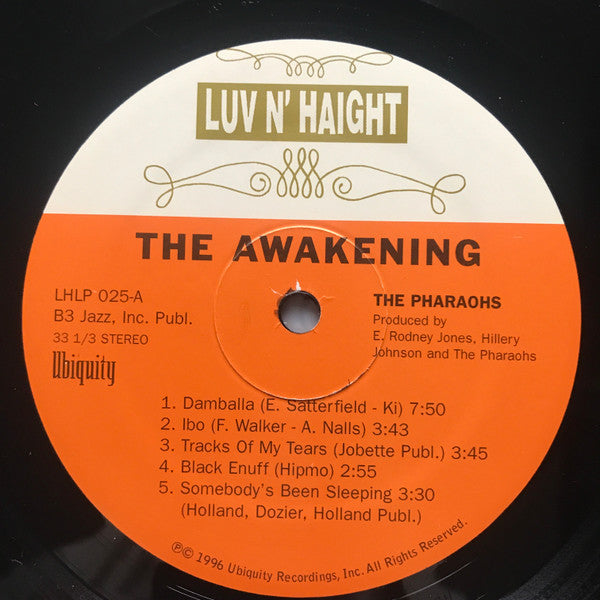 LUV N' HAIGHT
THE AWAKENING
LHLP 025-A
B3 Jazz, Inc. Publ.
33 1/3 STEREO
Ubiquity
THE PHARAOHS
Produced by
E. Rodney Jones, Hillery
Johnson and The Pharaohs
1. Damballa (E. Satterfield - Ki) 7:50
2. Ibo (F. Walker - A. Nalls) 3:43
3. Tracks Of My Tears (Jobette Publ.) 3:45
4. Black Enuff (Hipmo) 2:55
5. Somebody's Been Sleeping 3:30
(Holland, Dozier, Holland Publ.)
℗© 1996 Ubiquity Recordings, Inc. All Rights Reserved.